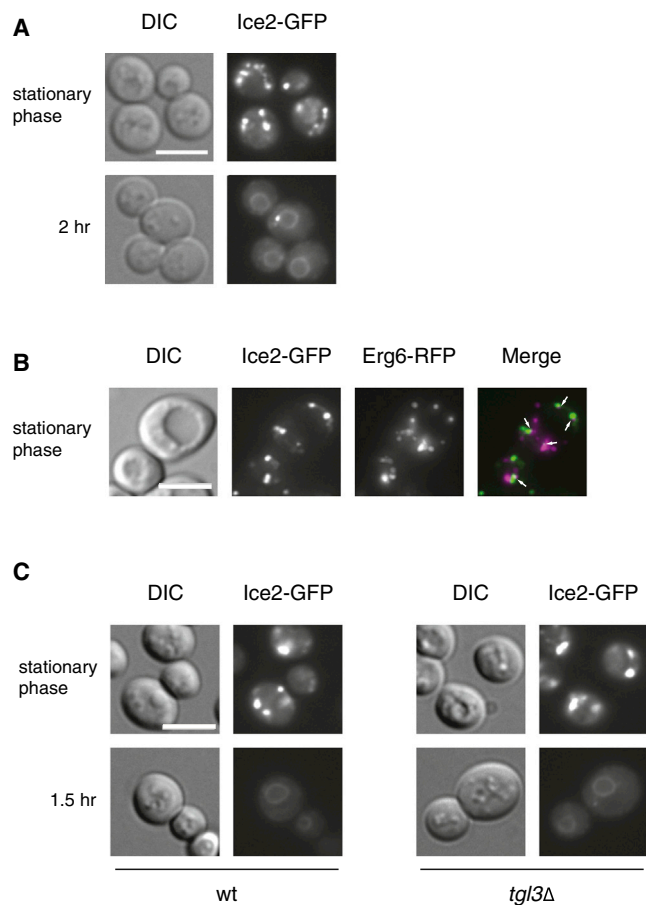 A
DIC Ice2-GFP
stationary
phase
2 hr
B
DIC Ice2-GFP Erg6-RFP Merge
stationary
phase
C
DIC Ice2-GFP DIC Ice2-GFP
stationary
phase
1.5 hr
wt tgl3Δ